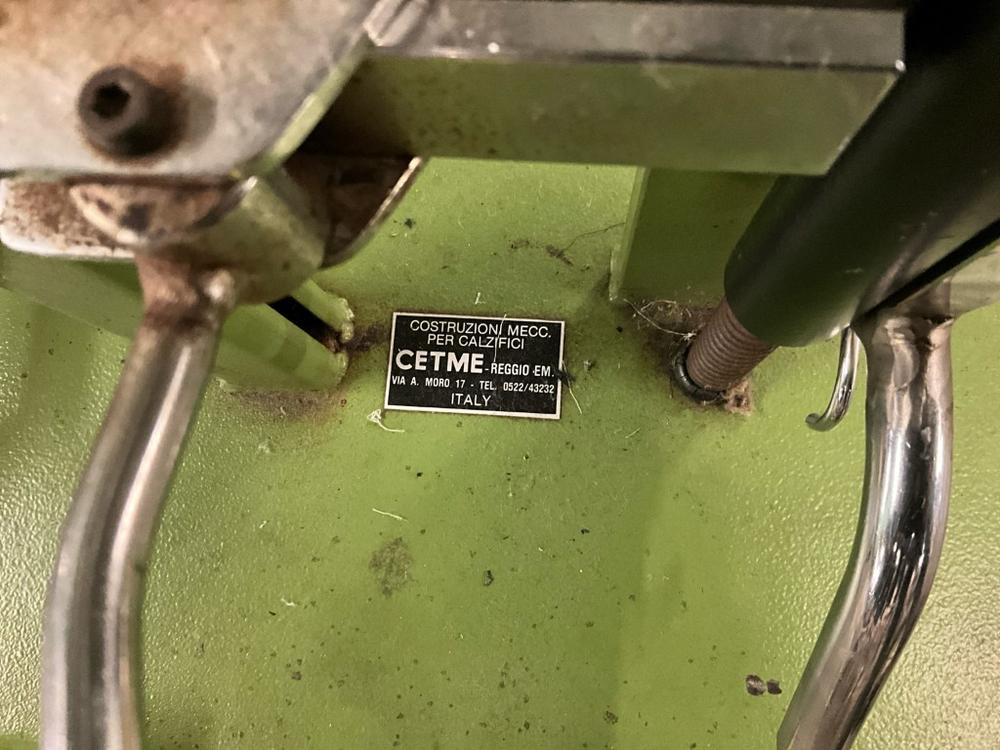 COSTRUZIONI MECC.
PER CALZIFICI
CETME-REGGIO EM.
VIA A. MORO 17 - TEL. 0522/43232
ITALY